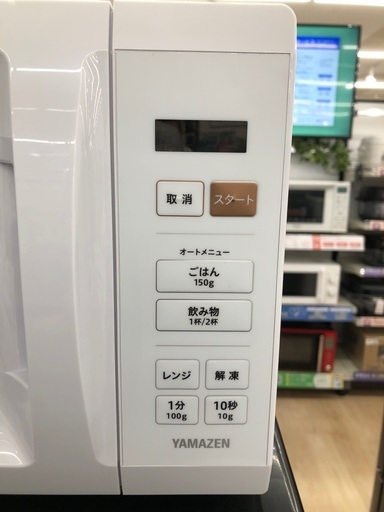 取消 スタート
オートメニュー
ごはん
150g
飲み物
1杯/2杯
レンジ 解凍
1分 10秒
100g 10g
YAMAZEN